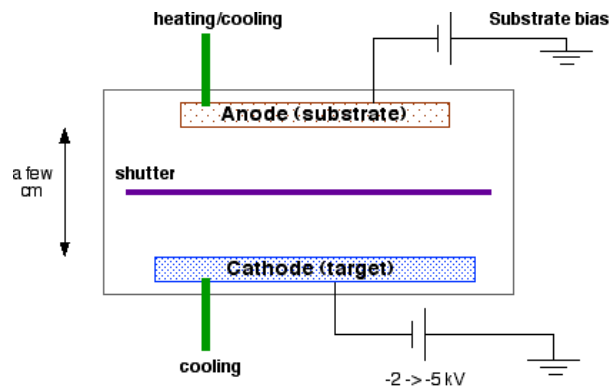 heating/cooling
Substrate bias
Anode (substrate)
a few
cm
shutter
Cathode (target)
cooling
-2 -> -5 kV